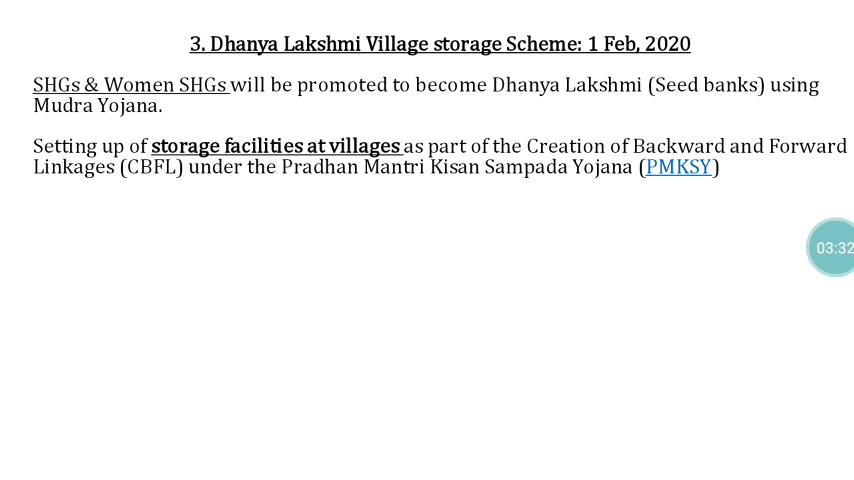 3. Dhanya Lakshmi Village storage Scheme: 1 Feb, 2020
SHGs & Women SHGs will be promoted to become Dhanya Lakshmi (Seed banks) using
Mudra Yojana.
Setting up of storage facilities at villages as part of the Creation of Backward and Forward
Linkages (CBFL) under the Pradhan Mantri Kisan Sampada Yojana (PMKSY)
03:32